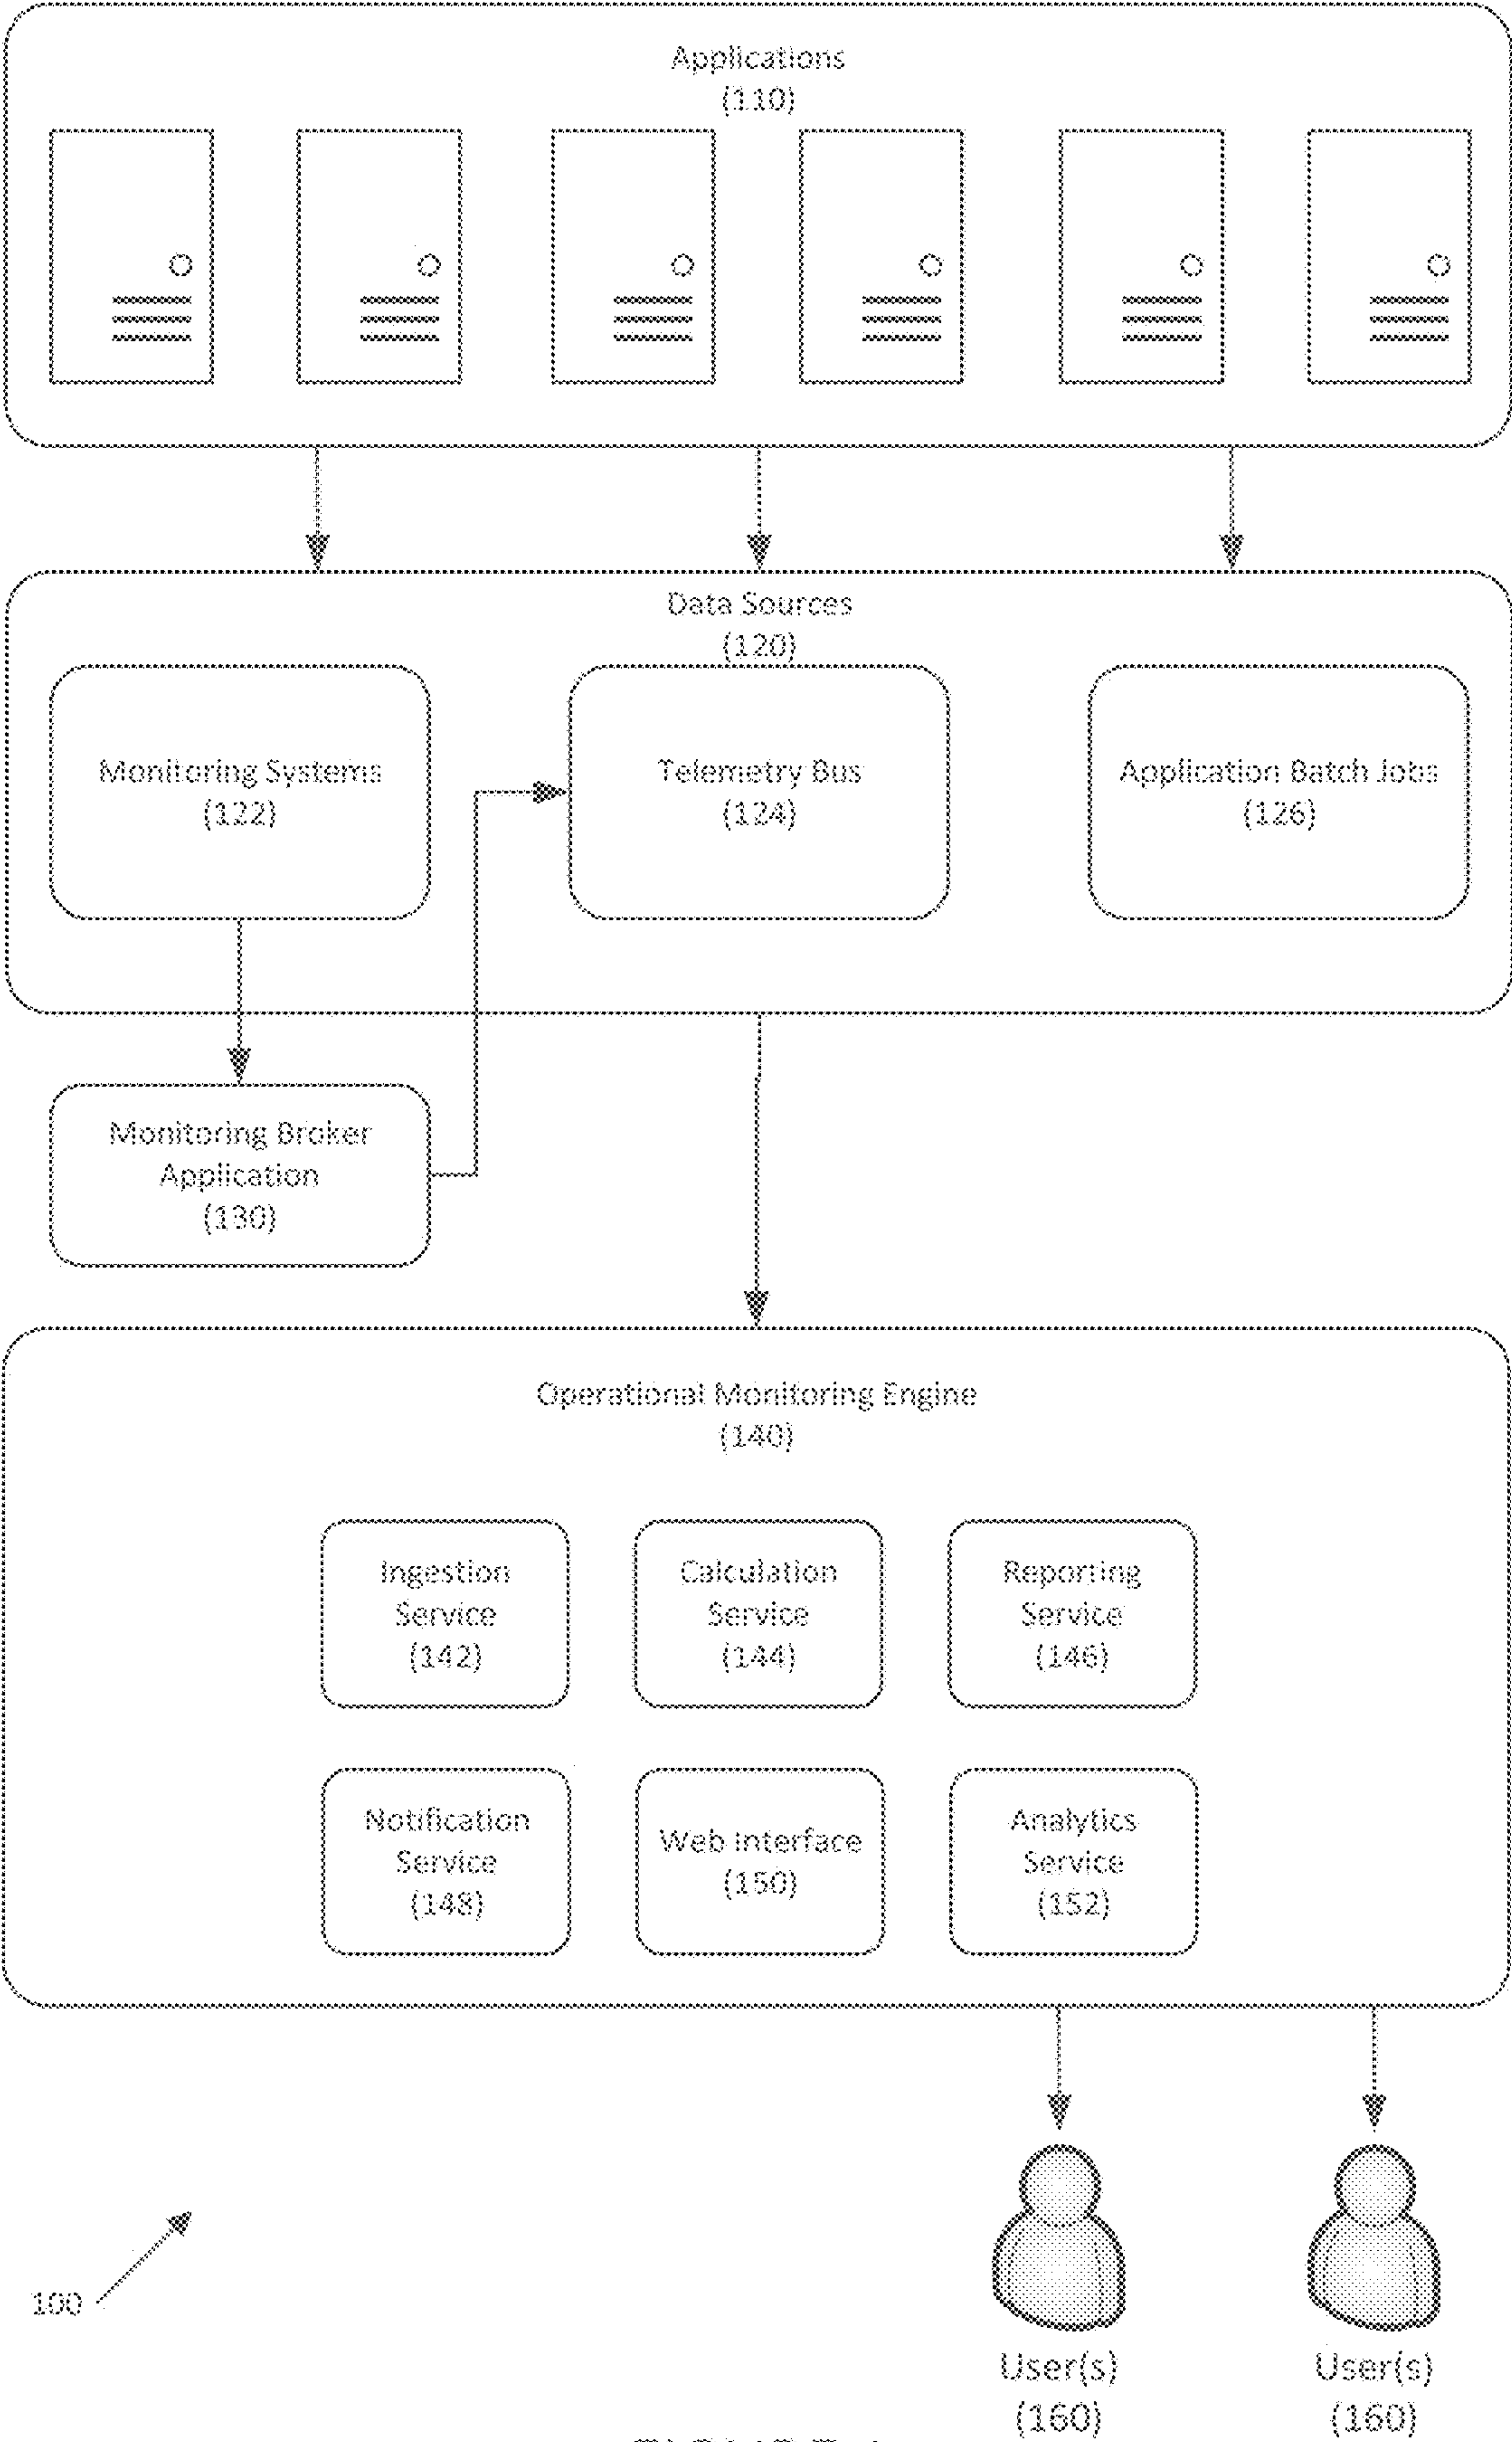 Applications
(110)
Data Sources
(120)
Monitoring Systems
(122)
Telemetry Bus
(124)
Application Batch Jobs
(126)
Monitoring Broker
Application
(130)
Operational Monitoring Engine
(140)
Ingestion
Service
(142)
Calculation
Service
(144)
Reporting
Service
(146)
Notification
Service
(148)
Web Interface
(150)
Analytics
Service
(152)
100
User(s)
(160)
User(s)
(160)